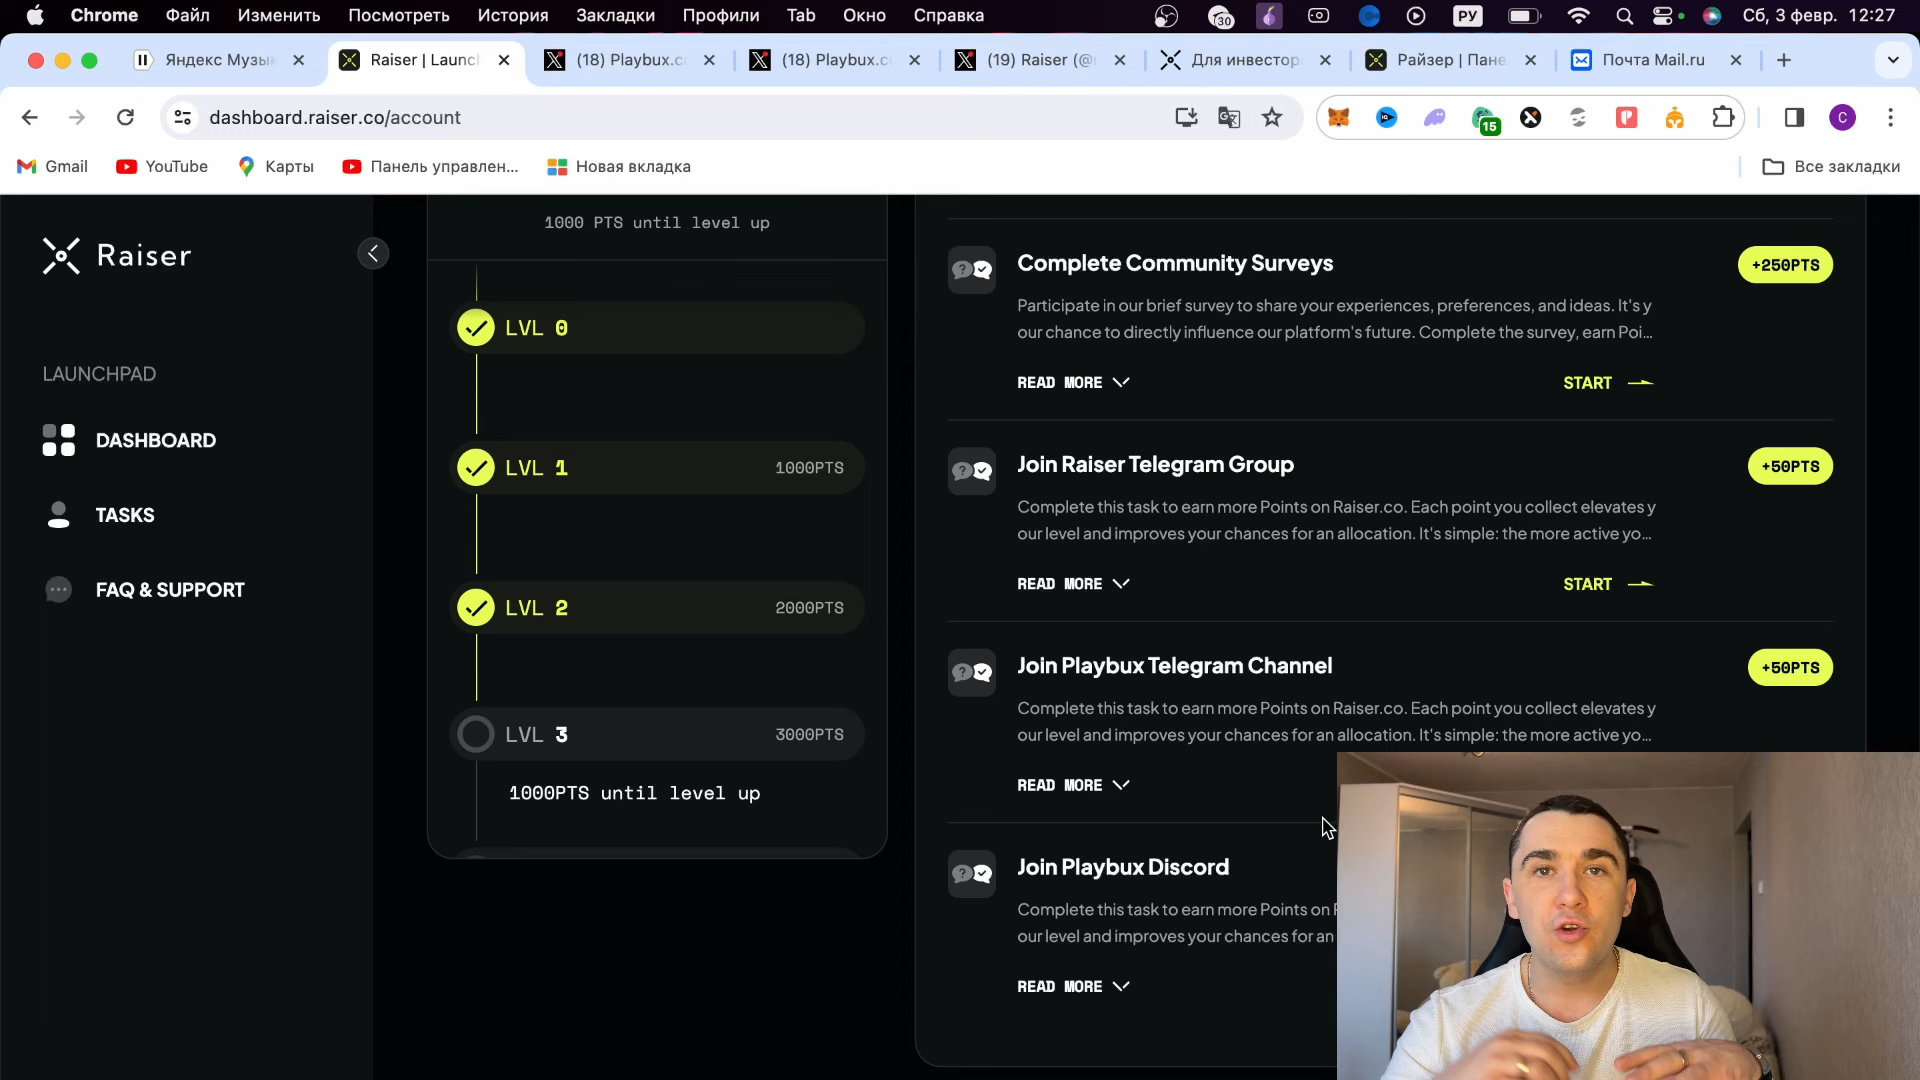 Chrome Файл Изменить Посмотреть История Закладки Профили Tab Окно Справка 30 РУ Сб, 3 февр. 12:27
Яндекс Музы Raiser | Launch (18) Playbux.c (18) Playbux.c (19) Raiser (@ Для инвестор Райзер | Пане Почта Mail.ru
dashboard.raiser.co/account 15 C
Gmail YouTube Карты Панель управлен... Новая вкладка Все закладки
Raiser
LAUNCHPAD
DASHBOARD
TASKS
FAQ & SUPPORT
1000 PTS until level up
LVL 0
LVL 1 1000PTS
LVL 2 2000PTS
LVL 3 3000PTS
1000PTS until level up
Complete Community Surveys +250PTS
Participate in our brief survey to share your experiences, preferences, and ideas. It's y
our chance to directly influence our platform's future. Complete the survey, earn Poi...
READ MORE START
Join Raiser Telegram Group +50PTS
Complete this task to earn more Points on Raiser.co. Each point you collect elevates y
our level and improves your chances for an allocation. It's simple: the more active yo...
READ MORE START
Join Playbux Telegram Channel +50PTS
Complete this task to earn more Points on Raiser.co. Each point you collect elevates y
our level and improves your chances for an allocation. It's simple: the more active yo...
READ MORE
Join Playbux Discord
Complete this task to earn more Points on
our level and improves your chances for an
READ MORE